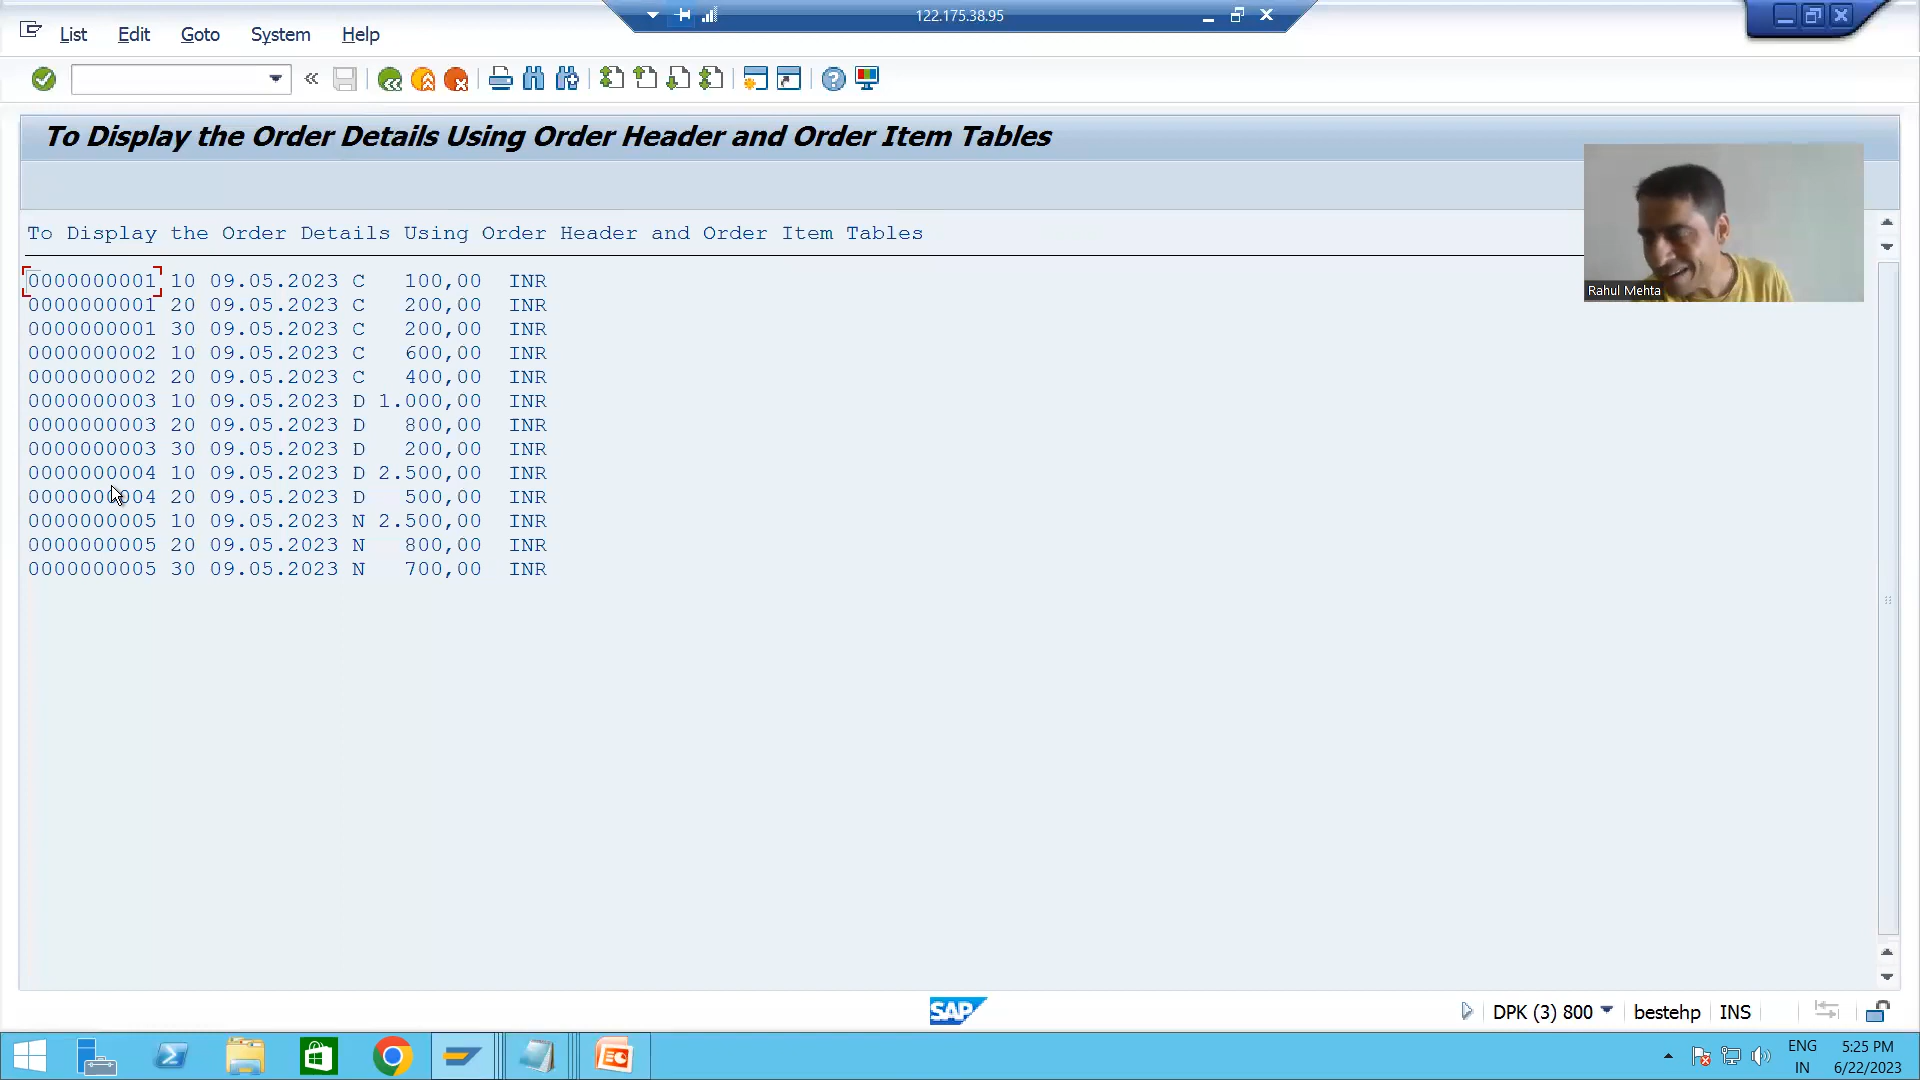 122.175.38.95
List Edit Goto System Help
To Display the Order Details Using Order Header and Order Item Tables
To Display the Order Details Using Order Header and Order Item Tables
0000000001 10 09.05.2023 C 100,00 INR
0000000001 20 09.05.2023 C 200,00 INR
0000000001 30 09.05.2023 C 200,00 INR
0000000002 10 09.05.2023 C 600,00 INR
0000000002 20 09.05.2023 C 400,00 INR
0000000003 10 09.05.2023 D 1.000,00 INR
0000000003 20 09.05.2023 D 800,00 INR
0000000003 30 09.05.2023 D 200,00 INR
0000000004 10 09.05.2023 D 2.500,00 INR
0000000004 20 09.05.2023 D 500,00 INR
0000000005 10 09.05.2023 N 2.500,00 INR
0000000005 20 09.05.2023 N 800,00 INR
0000000005 30 09.05.2023 N 700,00 INR
Rahul Mehta
SAP
DPK (3) 800 bestehp INS
ENG 5:25 PM
IN 6/22/2023